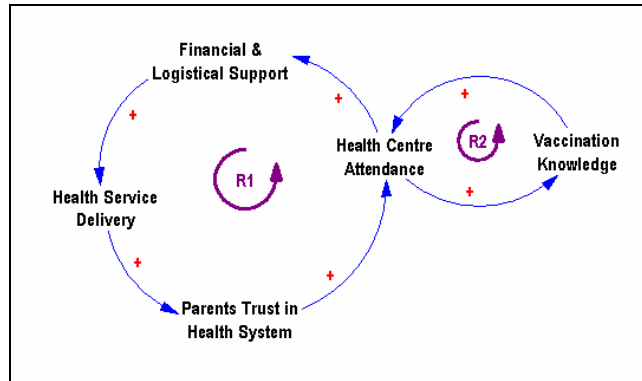 Financial &
Logistical Support
+
+
+
Health Centre
Attendance
R2
Vaccination
Knowledge
R1
Health Service
Delivery
+
+
+
Parents Trust in
Health System